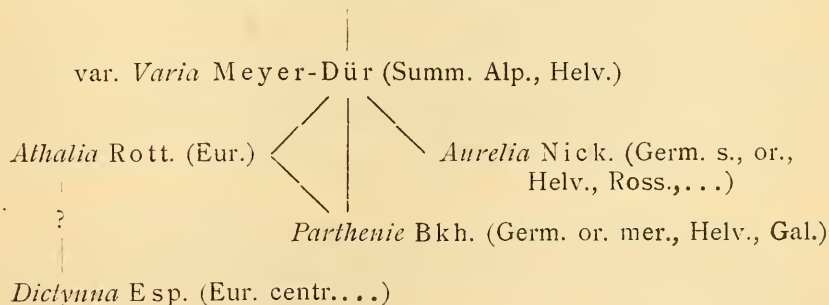 var. Varia Meyer-Dür (Summ. Alp., Helv.)
Athalia Rott. (Eur.)
Aurelia Nick. (Germ. s., or.,
Helv., Ross.,...)
?
Parthenie Bkh. (Germ. or. mer., Helv., Gal.)
Dictynna Esp. (Eur. centr....)